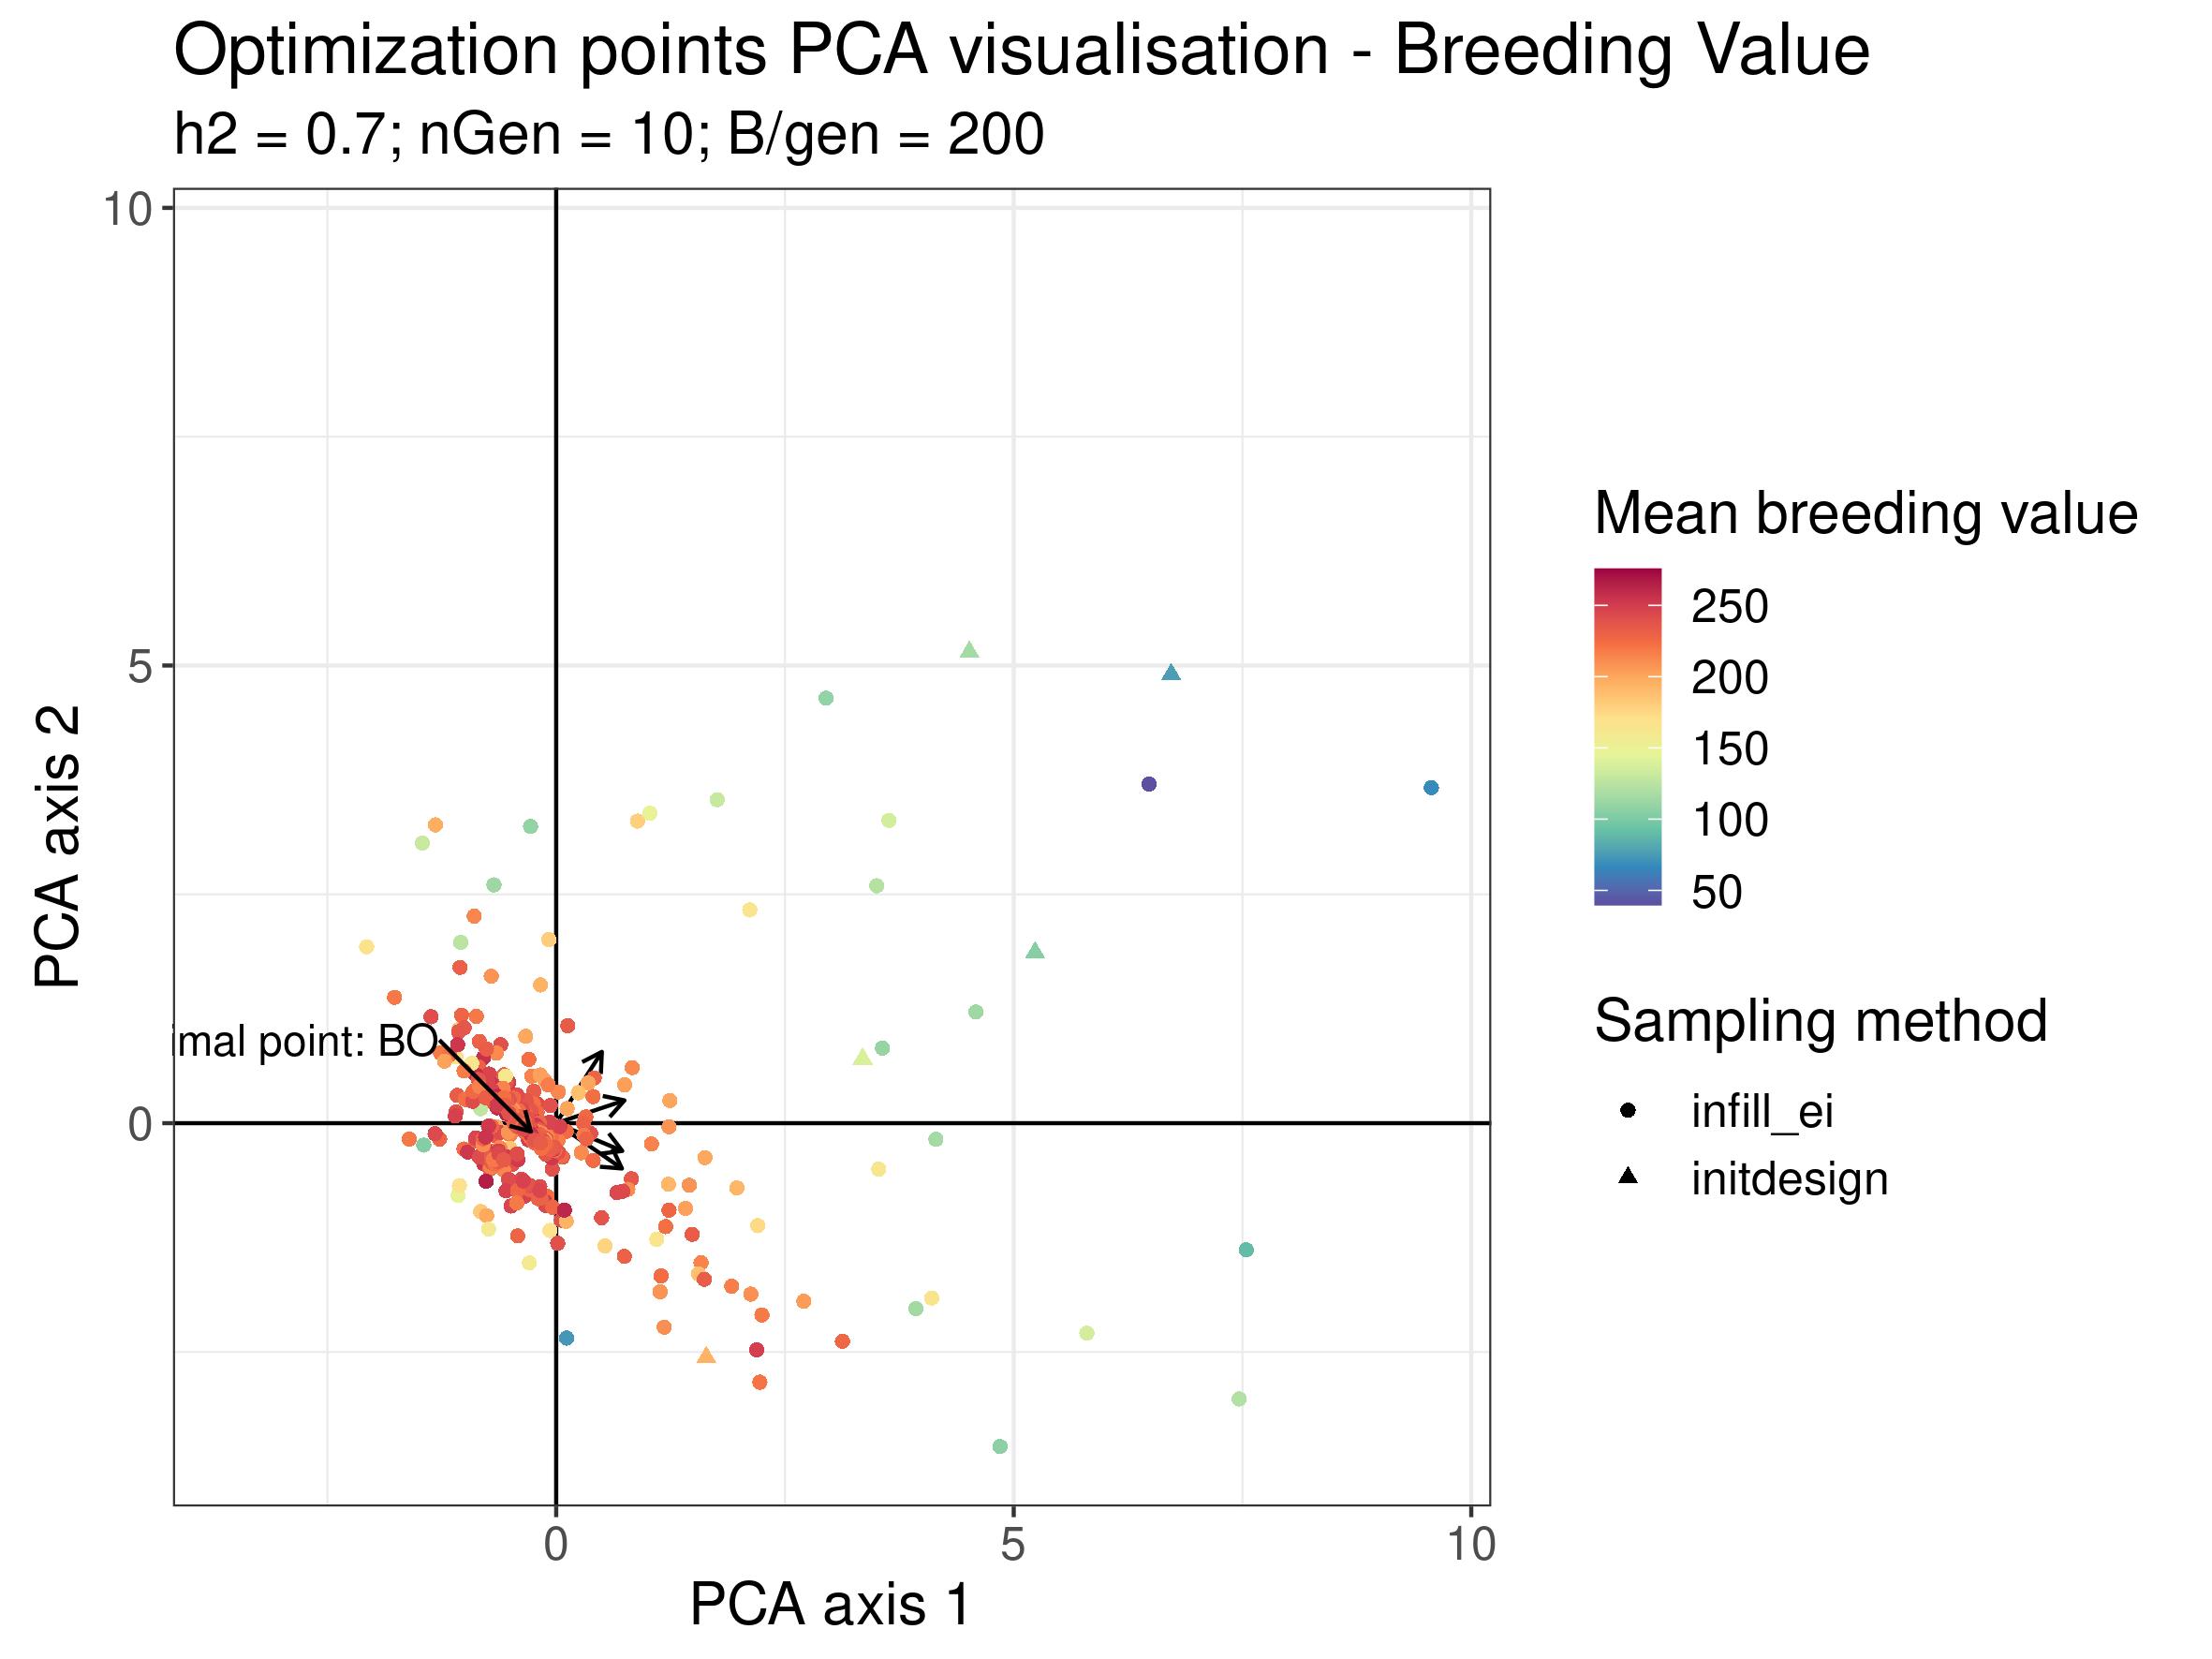 Optimization points PCA visualisation - Breeding Value
h2 = 0.7; nGen = 10; B/gen = 200
10
5
0
PCA axis 2
imal point: BO
0
5
10
PCA axis 1
Mean breeding value
250
200
150
100
50
Sampling method
infill_ei
initdesign